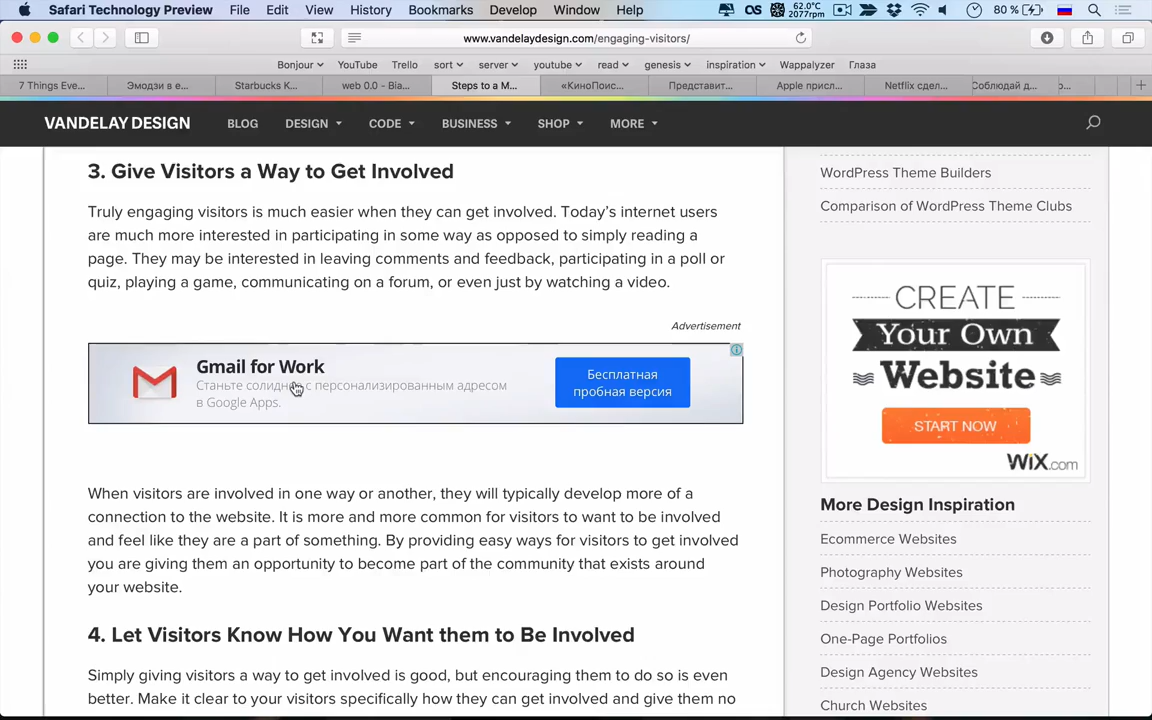 Safari Technology Preview File Edit View History Bookmarks Develop Window Help
62.0°C
2077rpm
80 %
www.vandelaydesign.com/engaging-visitors/
Bonjour YouTube Trello sort server youtube read genesis inspiration Wappalyzer Глаза
7 Things Eve... Эмодзи в е... Starbucks K... web 0.0 – Bia... Steps to a M... «КиноПоиск... Представит... Apple присл... Netflix сдел... Соблюдай д...
VANDELAY DESIGN BLOG DESIGN CODE BUSINESS SHOP MORE
3. Give Visitors a Way to Get Involved
Truly engaging visitors is much easier when they can get involved. Today’s internet users
are much more interested in participating in some way as opposed to simply reading a
page. They may be interested in leaving comments and feedback, participating in a poll or
quiz, playing a game, communicating on a forum, or even just by watching a video.
Advertisement
Gmail for Work
Станьте солидн с персонализированным адресом
в Google Apps.
Бесплатная
пробная версия
When visitors are involved in one way or another, they will typically develop more of a
connection to the website. It is more and more common for visitors to want to be involved
and feel like they are a part of something. By providing easy ways for visitors to get involved
you are giving them an opportunity to become part of the community that exists around
your website.
4. Let Visitors Know How You Want them to Be Involved
Simply giving visitors a way to get involved is good, but encouraging them to do so is even
better. Make it clear to your visitors specifically how they can get involved and give them no
WordPress Theme Builders
Comparison of WordPress Theme Clubs
CREATE
Your Own
Website
START NOW
WiX.com
More Design Inspiration
Ecommerce Websites
Photography Websites
Design Portfolio Websites
One-Page Portfolios
Design Agency Websites
Church Websites